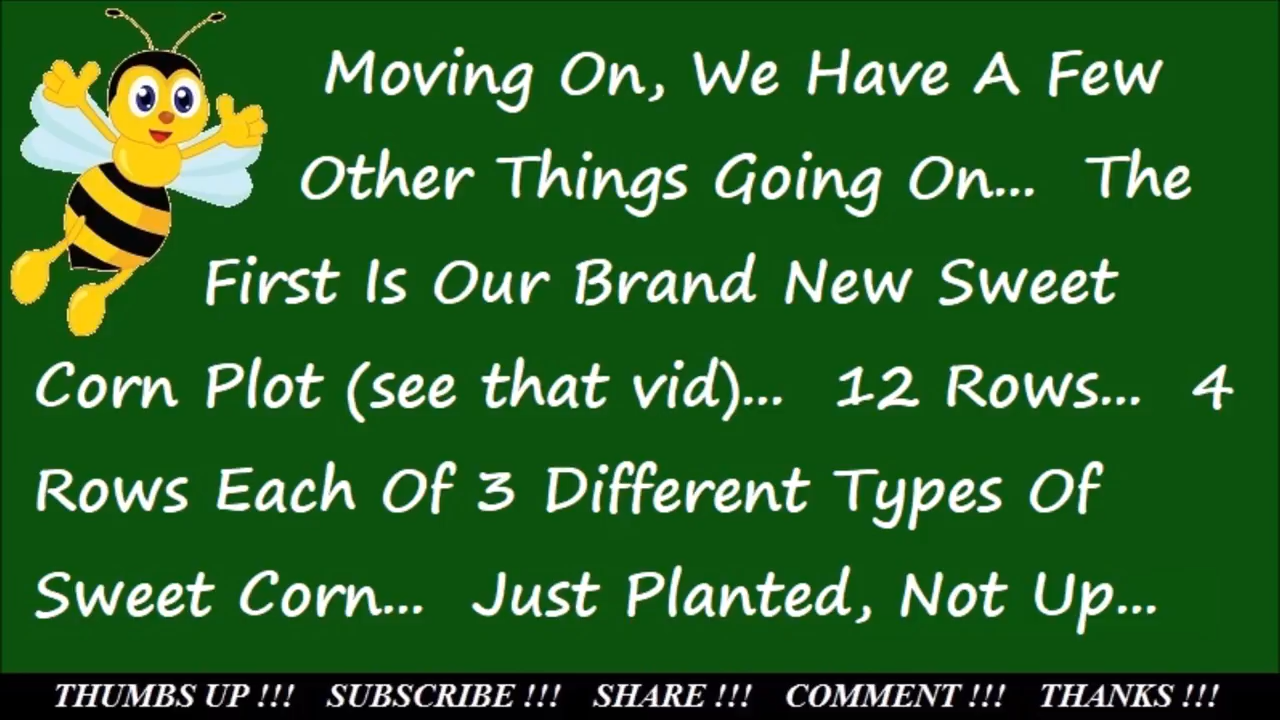 Moving On, We Have A Few
Other Things Going On... The
First Is Our Brand New Sweet
Corn Plot (see that vid)... 12 Rows... 4
Rows Each Of 3 Different Types Of
Sweet Corn... Just Planted, Not Up...
THUMBS UP !!! SUBSCRIBE !!! SHARE !!! COMMENT !!! THANKS !!!